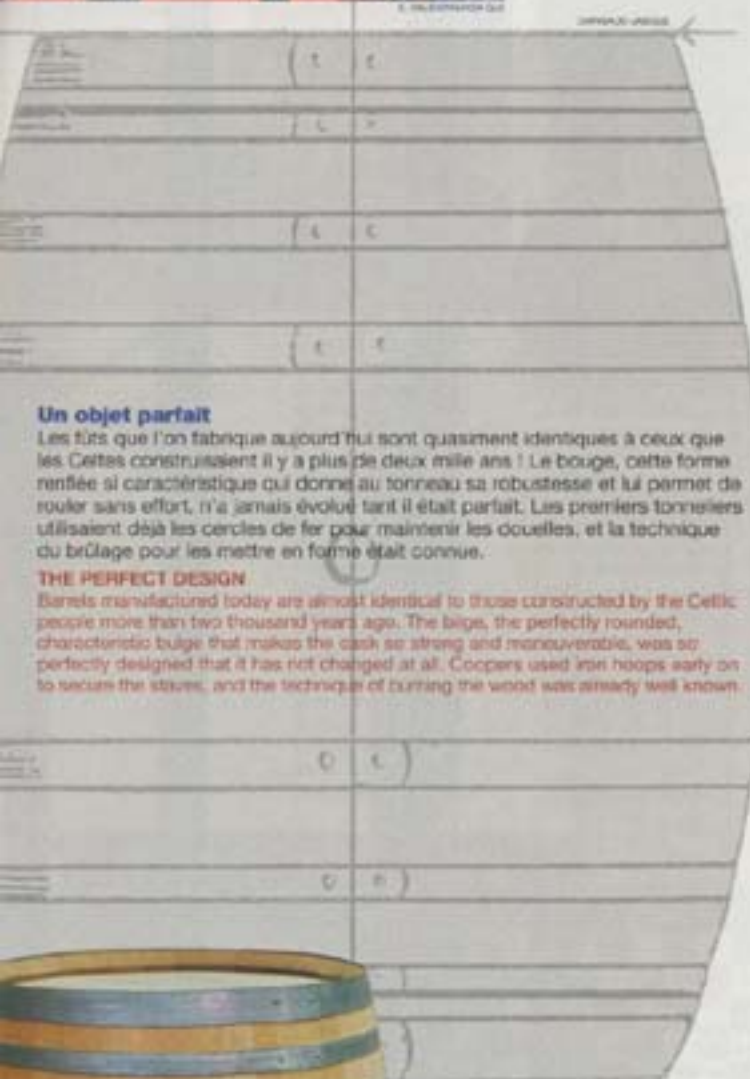 Un objet parfait
Les fûts que l'on fabrique aujourd'hui sont quasiment identiques à ceux que
les Celtes construisaient il y a plus de deux mille ans ! Le bouge, cette forme
renflée si caractéristique qui donne au tonneau sa robustesse et lui permet de
rouler sans effort, n'a jamais évolué tant il était parfait. Les premiers tonneliers
utilisaient déjà les cercles de fer pour maintenir les douelles, et la technique
du brûlage pour les mettre en forme était connue.
THE PERFECT DESIGN
Barrels manufactured today are almost identical to those constructed by the Celtic
people more than two thousand years ago. The bilge, the perfectly rounded,
characteristic bulge that makes the cask so strong and maneuverable, was so
perfectly designed that it has not changed at all. Coopers used iron hoops early on
to secure the staves, and the technique of burning the wood was already well known.